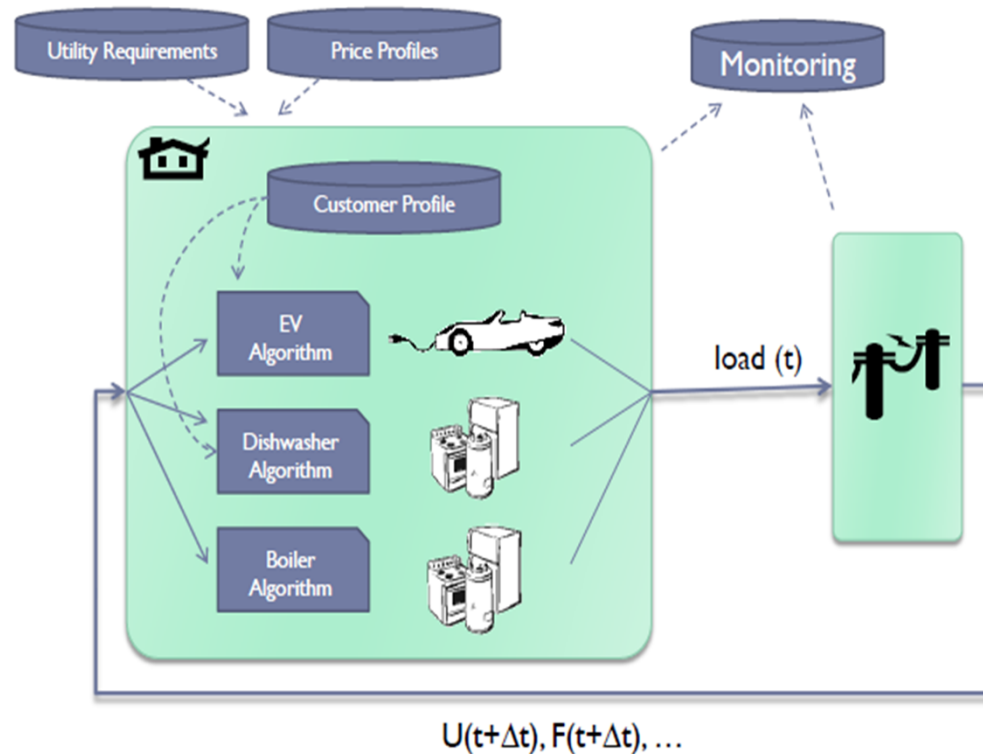 Utility Requirements
Price Profiles
Monitoring
Customer Profile
EV
Algorithm
load (t)
Dishwasher
Algorithm
Boiler
Algorithm
U(t+Δt), F(t+Δt), ...